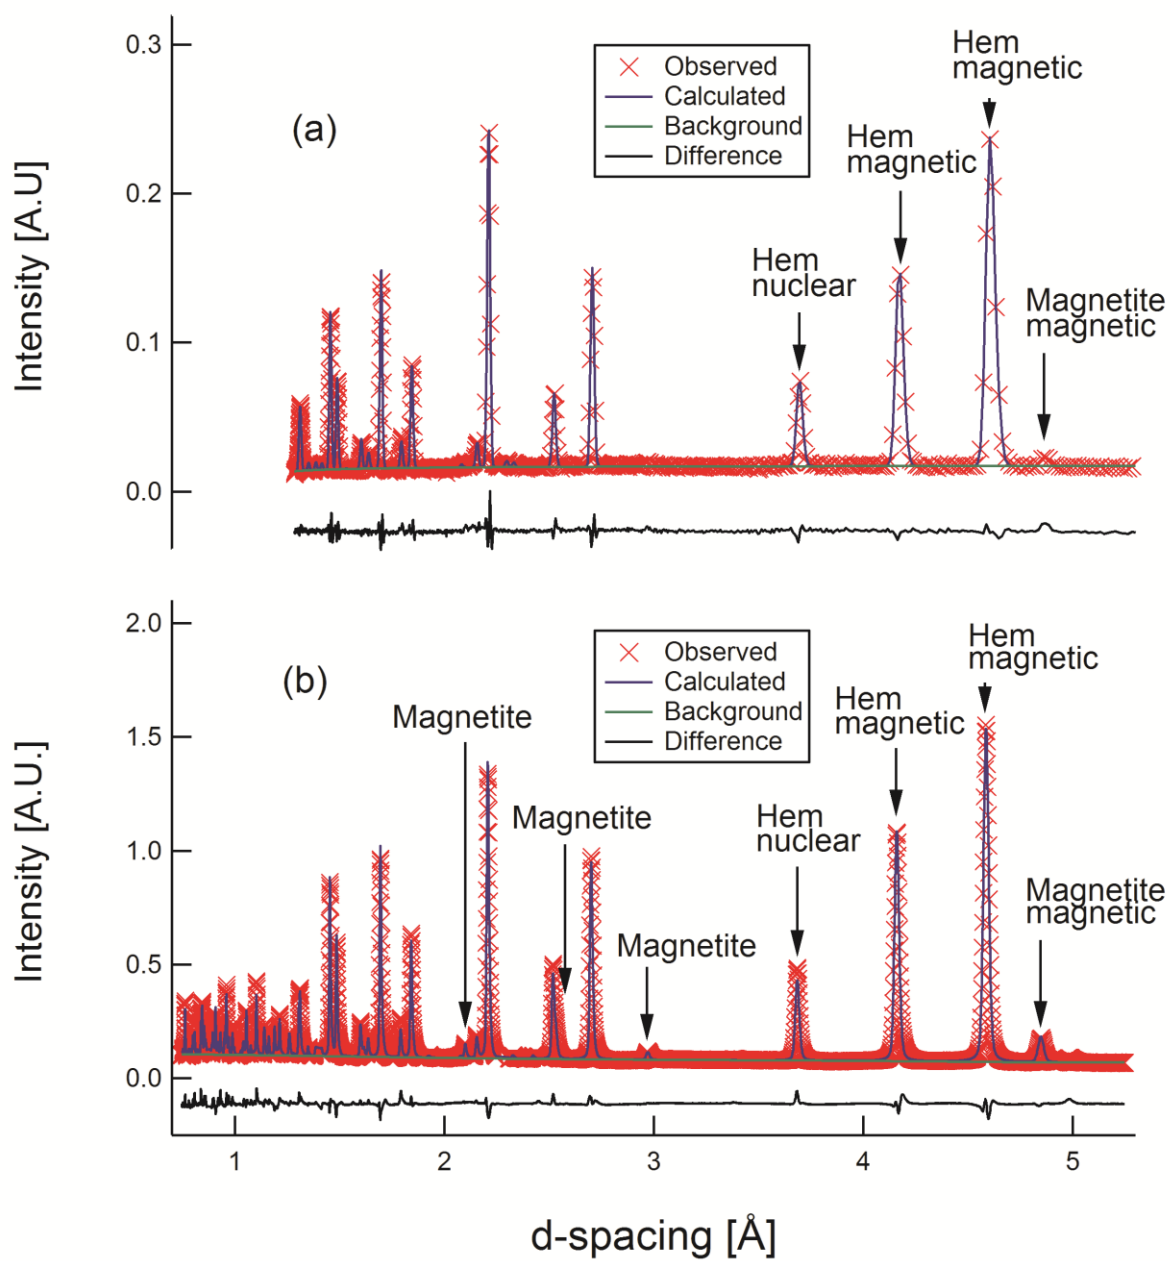 0.3
0.2
0.1
0.0
Intensity [A.U]
(a)
Observed
Calculated
Background
Difference
Hem
nuclear
Hem
magnetic
Hem
magnetic
Magnetite
magnetic
2.0
1.5
1.0
0.5
0.0
Intensity [A.U.]
(b)
Observed
Calculated
Background
Difference
Magnetite
Magnetite
Magnetite
Hem
nuclear
Hem
magnetic
Hem
magnetic
Magnetite
magnetic
1
2
3
4
5
d-spacing [Å]